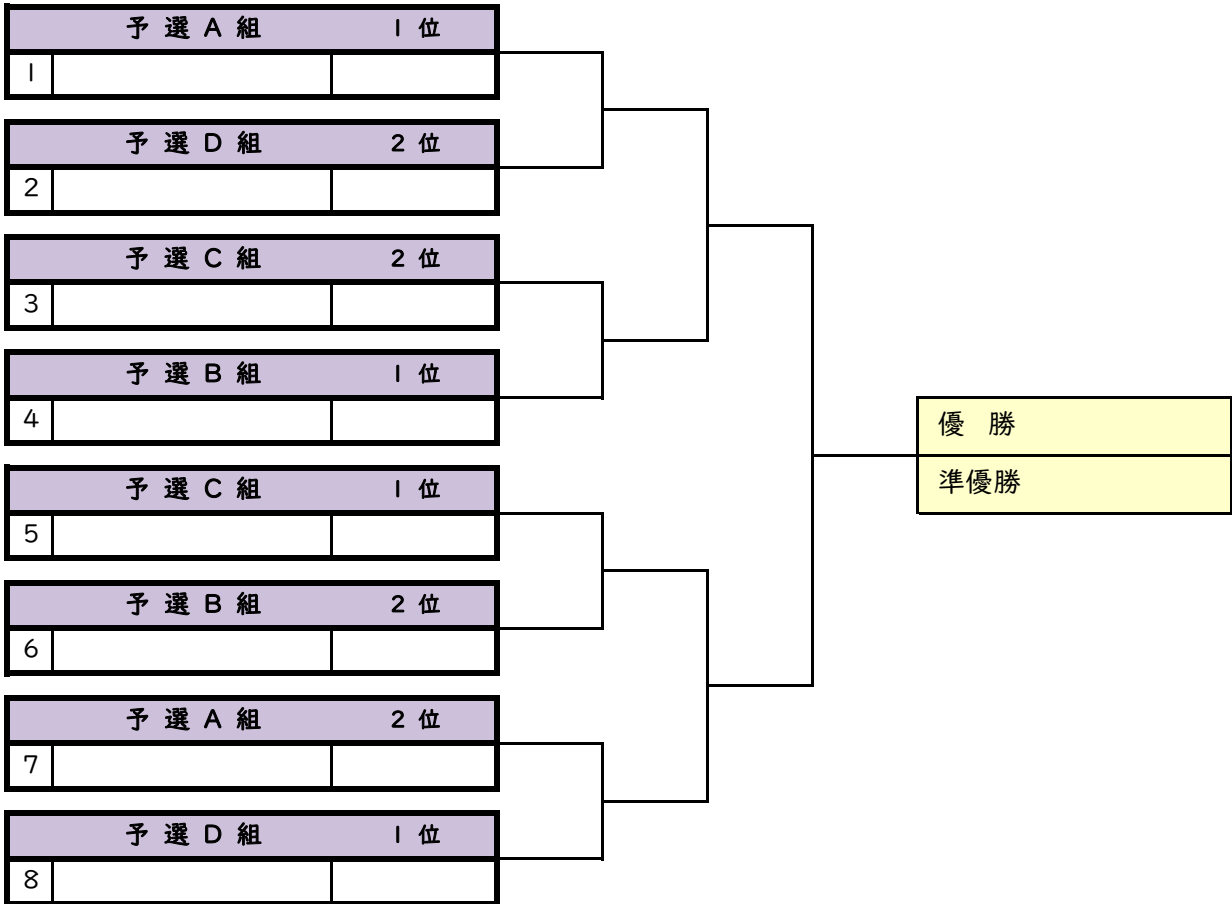 予選A組 1位
1
予選D組 2位
2
予選C組 2位
3
予選B組 1位
4
予選C組 1位
5
予選B組 2位
6
予選A組 2位
7
予選D組 1位
8
優 勝
準優勝